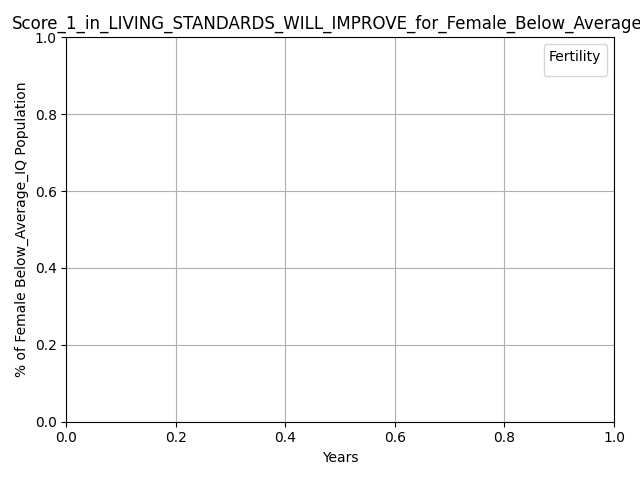 Score_1_in_LIVING_STANDARDS_WILL_IMPROVE_for_Female_Below_Average
Fertility
% of Female Below_Average_IQ Population
1.0
0.8
0.6
0.4
0.2
0.0
0.0 0.2 0.4 0.6 0.8 1.0
Years